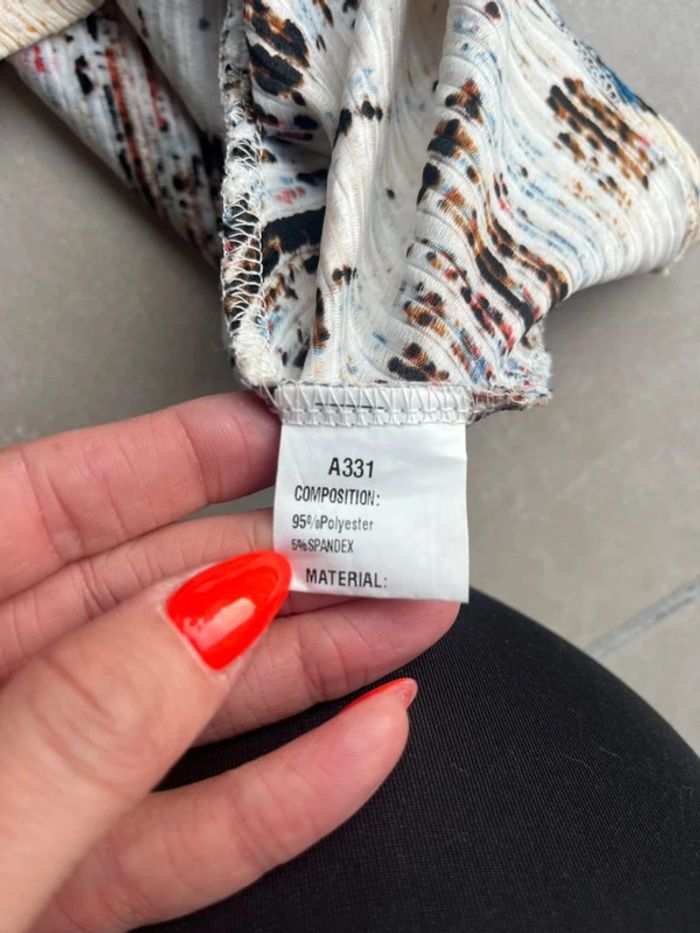 A331
COMPOSITION:
95%Polyester
5%SPANDEX
MATERIAL: